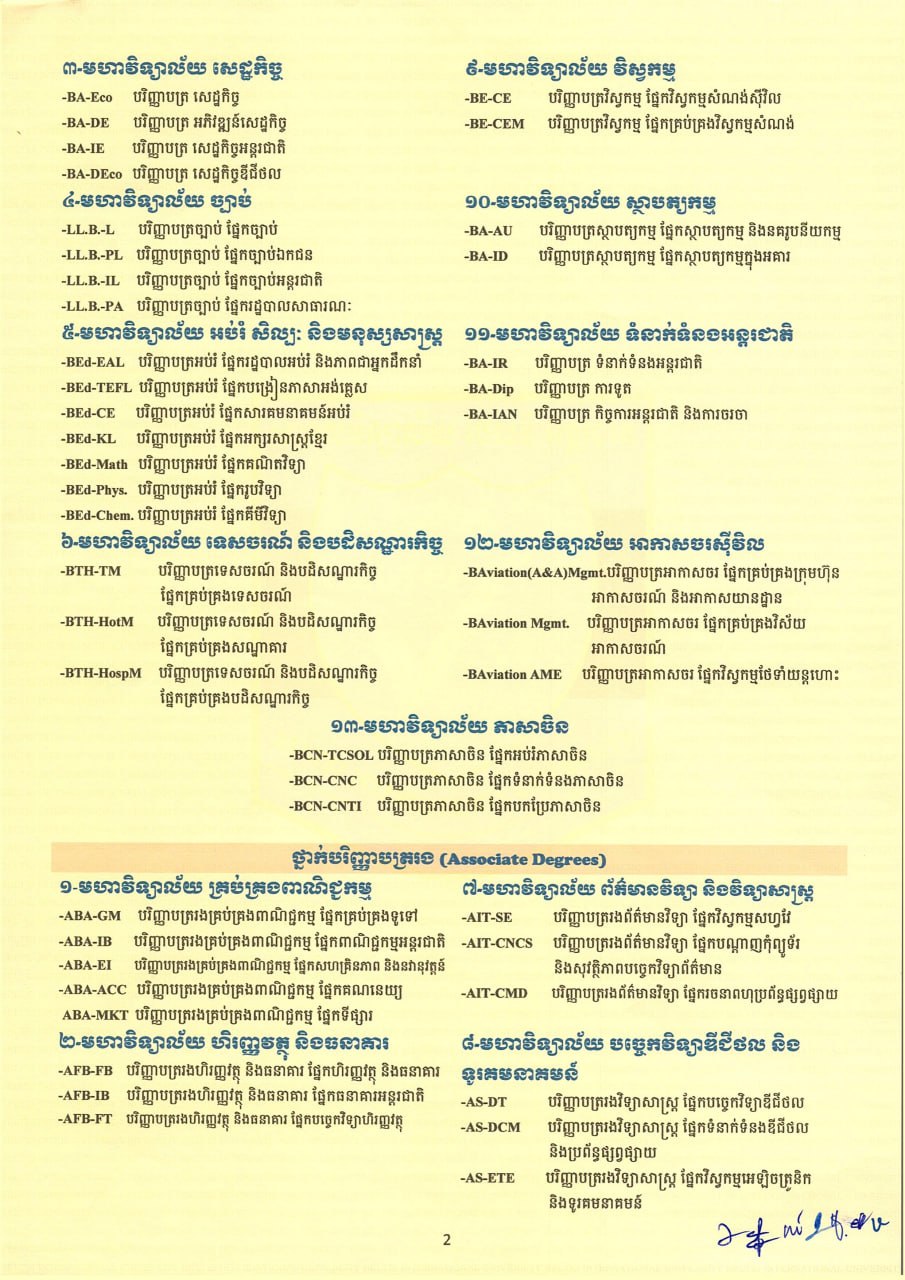 ៣-មហាវិទ្យាល័យ សេដ្ឋកិច្ច
-BA-Eco បរិញ្ញាបត្រ សេដ្ឋកិច្ច
-BA-DE បរិញ្ញាបត្រ អភិវឌ្ឍន៍សេដ្ឋកិច្ច
-BA-IE បរិញ្ញាបត្រ សេដ្ឋកិច្ចអន្តរជាតិ
-BA-DEco បរិញ្ញាបត្រ សេដ្ឋកិច្ចឌីជីថល
៤-មហាវិទ្យាល័យ ច្បាប់
-LL.B.-L បរិញ្ញាបត្រច្បាប់ ផ្នែកច្បាប់
-LL.B.-PL បរិញ្ញាបត្រច្បាប់ ផ្នែកច្បាប់ឯកជន
-LL.B.-IL បរិញ្ញាបត្រច្បាប់ ផ្នែកច្បាប់អន្តរជាតិ
-LL.B.-PA បរិញ្ញាបត្រច្បាប់ ផ្នែករដ្ឋបាលសាធារណៈ
៥-មហាវិទ្យាល័យ អប់រំ សិល្បៈ និងមនុស្សសាស្ត្រ
-BEd-EAL បរិញ្ញាបត្រអប់រំ ផ្នែករដ្ឋបាលអប់រំ និងភាពជាអ្នកដឹកនាំ
-BEd-TEFL បរិញ្ញាបត្រអប់រំ ផ្នែកបង្រៀនភាសាអង់គ្លេស
-BEd-CE បរិញ្ញាបត្រអប់រំ ផ្នែកសារគមនាគមន៍អប់រំ
-BEd-KL បរិញ្ញាបត្រអប់រំ ផ្នែកអក្សរសាស្ត្រខ្មែរ
-BEd-Math បរិញ្ញាបត្រអប់រំ ផ្នែកគណិតវិទ្យា
-BEd-Phys. បរិញ្ញាបត្រអប់រំ ផ្នែករូបវិទ្យា
-BEd-Chem. បរិញ្ញាបត្រអប់រំ ផ្នែកគីមីវិទ្យា
៦-មហាវិទ្យាល័យ ទេសចរណ៍ និងបដិសណ្ឋារកិច្ច
-BTH-TM បរិញ្ញាបត្រទេសចរណ៍ និងបដិសណ្ឋារកិច្ច
ផ្នែកគ្រប់គ្រងទេសចរណ៍
-BTH-HotM បរិញ្ញាបត្រទេសចរណ៍ និងបដិសណ្ឋារកិច្ច
ផ្នែកគ្រប់គ្រងសណ្ឋាគារ
-BTH-HospM បរិញ្ញាបត្រទេសចរណ៍ និងបដិសណ្ឋារកិច្ច
ផ្នែកគ្រប់គ្រងបដិសណ្ឋារកិច្ច
៩-មហាវិទ្យាល័យ វិស្វកម្ម
-BE-CE បរិញ្ញាបត្រវិស្វកម្ម ផ្នែកវិស្វកម្មសំណង់ស៊ីវិល
-BE-CEM បរិញ្ញាបត្រវិស្វកម្ម ផ្នែកគ្រប់គ្រងវិស្វកម្មសំណង់
១០-មហាវិទ្យាល័យ ស្ថាបត្យកម្ម
-BA-AU បរិញ្ញាបត្រស្ថាបត្យកម្ម ផ្នែកស្ថាបត្យកម្ម និងនគរូបនីយកម្ម
-BA-ID បរិញ្ញាបត្រស្ថាបត្យកម្ម ផ្នែកស្ថាបត្យកម្មក្នុងអគារ
១១-មហាវិទ្យាល័យ ទំនាក់ទំនងអន្តរជាតិ
-BA-IR បរិញ្ញាបត្រ ទំនាក់ទំនងអន្តរជាតិ
-BA-Dip បរិញ្ញាបត្រ ការទូត
-BA-IAN បរិញ្ញាបត្រ កិច្ចការអន្តរជាតិ និងការចរចា
១២-មហាវិទ្យាល័យ អាកាសចរស៊ីវិល
-BAviation(A&A)Mgmt.បរិញ្ញាបត្រអាកាសចរ ផ្នែកគ្រប់គ្រងក្រុមហ៊ុន
អាកាសចរណ៍ និងអាកាសយានដ្ឋាន
-BAviation Mgmt. បរិញ្ញាបត្រអាកាសចរ ផ្នែកគ្រប់គ្រងវិស័យ
អាកាសចរណ៍
-BAviation AME បរិញ្ញាបត្រអាកាសចរ ផ្នែកវិស្វកម្មថែទាំយន្តហោះ
១៣-មហាវិទ្យាល័យ ភាសាចិន
-BCN-TCSOL បរិញ្ញាបត្រភាសាចិន ផ្នែកអប់រំភាសាចិន
-BCN-CNC បរិញ្ញាបត្រភាសាចិន ផ្នែកទំនាក់ទំនងភាសាចិន
-BCN-CNTI បរិញ្ញាបត្រភាសាចិន ផ្នែកបកប្រែភាសាចិន
ថ្នាក់បរិញ្ញាបត្ររង (Associate Degrees)
១-មហាវិទ្យាល័យ គ្រប់គ្រងពាណិជ្ជកម្ម
-ABA-GM បរិញ្ញាបត្ររងគ្រប់គ្រងពាណិជ្ជកម្ម ផ្នែកគ្រប់គ្រងទូទៅ
-ABA-IB បរិញ្ញាបត្ររងគ្រប់គ្រងពាណិជ្ជកម្ម ផ្នែកពាណិជ្ជកម្មអន្តរជាតិ
-ABA-EI បរិញ្ញាបត្ររងគ្រប់គ្រងពាណិជ្ជកម្ម ផ្នែកសហគ្រិនភាព និងនវានុវត្តន៍
-ABA-ACC បរិញ្ញាបត្ររងគ្រប់គ្រងពាណិជ្ជកម្ម ផ្នែកគណនេយ្យ
ABA-MKT បរិញ្ញាបត្ររងគ្រប់គ្រងពាណិជ្ជកម្ម ផ្នែកទីផ្សារ
២-មហាវិទ្យាល័យ ហិរញ្ញវត្ថុ និងធនាគារ
-AFB-FB បរិញ្ញាបត្ររងហិរញ្ញវត្ថុ និងធនាគារ ផ្នែកហិរញ្ញវត្ថុ និងធនាគារ
-AFB-IB បរិញ្ញាបត្ររងហិរញ្ញវត្ថុ និងធនាគារ ផ្នែកធនាគារអន្តរជាតិ
-AFB-FT បរិញ្ញាបត្ររងហិរញ្ញវត្ថុ និងធនាគារ ផ្នែកបច្ចេកវិទ្យាហិរញ្ញវត្ថុ
៧-មហាវិទ្យាល័យ ព័ត៌មានវិទ្យា និងវិទ្យាសាស្ត្រ
-AIT-SE បរិញ្ញាបត្ររងព័ត៌មានវិទ្យា ផ្នែកវិស្វកម្មសហ្វវែរ
-AIT-CNCS បរិញ្ញាបត្ររងព័ត៌មានវិទ្យា ផ្នែកបណ្តាញកុំព្យូទ័រ
និងសុវត្ថិភាពបច្ចេកវិទ្យាព័ត៌មាន
-AIT-CMD បរិញ្ញាបត្ររងព័ត៌មានវិទ្យា ផ្នែករចនាពហុប្រព័ន្ធផ្សព្វផ្សាយ
៨-មហាវិទ្យាល័យ បច្ចេកវិទ្យាឌីជីថល និង
ទូរគមនាគមន៍
-AS-DT បរិញ្ញាបត្ររងវិទ្យាសាស្ត្រ ផ្នែកបច្ចេកវិទ្យាឌីជីថល
-AS-DCM បរិញ្ញាបត្ររងវិទ្យាសាស្ត្រ ផ្នែកទំនាក់ទំនងឌីជីថល
និងប្រព័ន្ធផ្សព្វផ្សាយ
-AS-ETE បរិញ្ញាបត្ររងវិទ្យាសាស្ត្រ ផ្នែកវិស្វកម្មអេឡិចត្រូនិក
និងទូរគមនាគមន៍
2